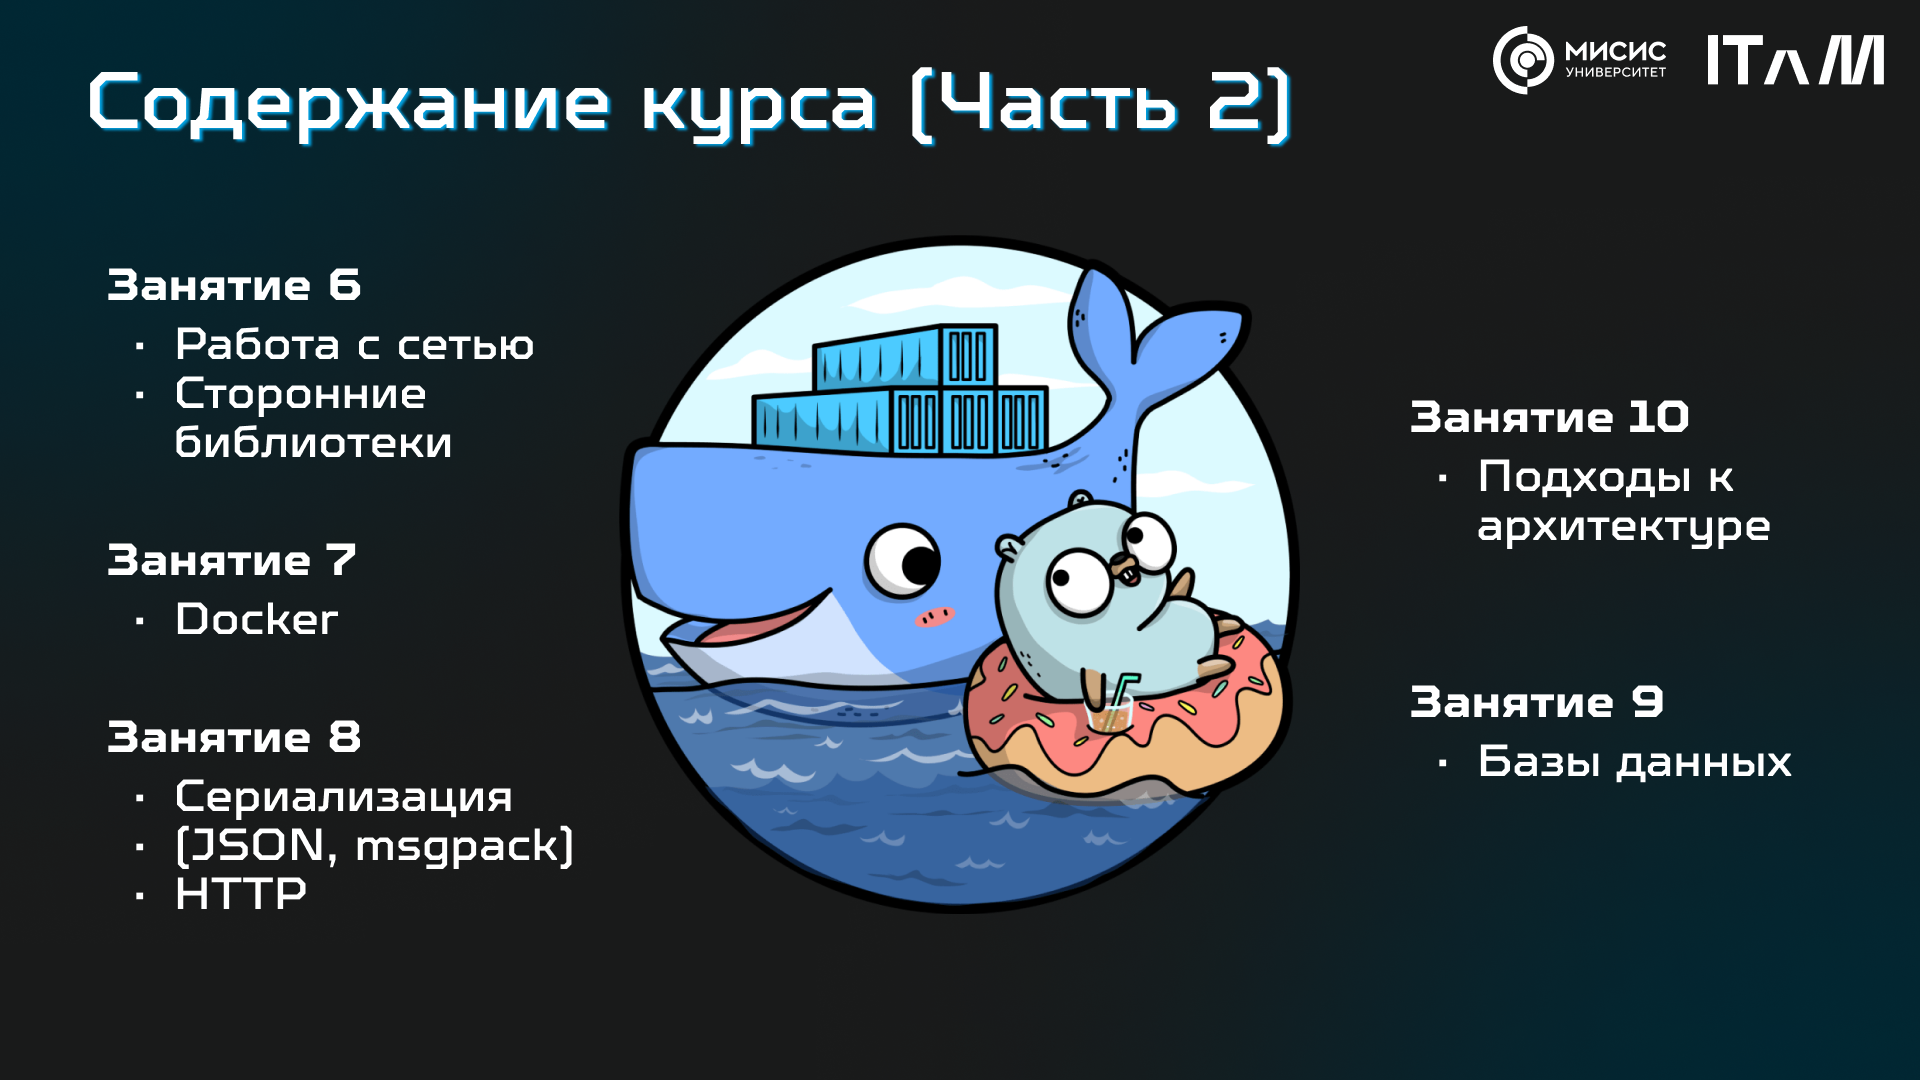 Содержание курса (Часть 2)
МИСИС
УНИВЕРСИТЕТ
ITAM
Занятие 6
· Работа с сетью
· Сторонние
библиотеки
Занятие 7
· Docker
Занятие 8
· Сериализация
· (JSON, msgpack)
· HTTP
Занятие 10
· Подходы к
архитектуре
Занятие 9
· Базы данных